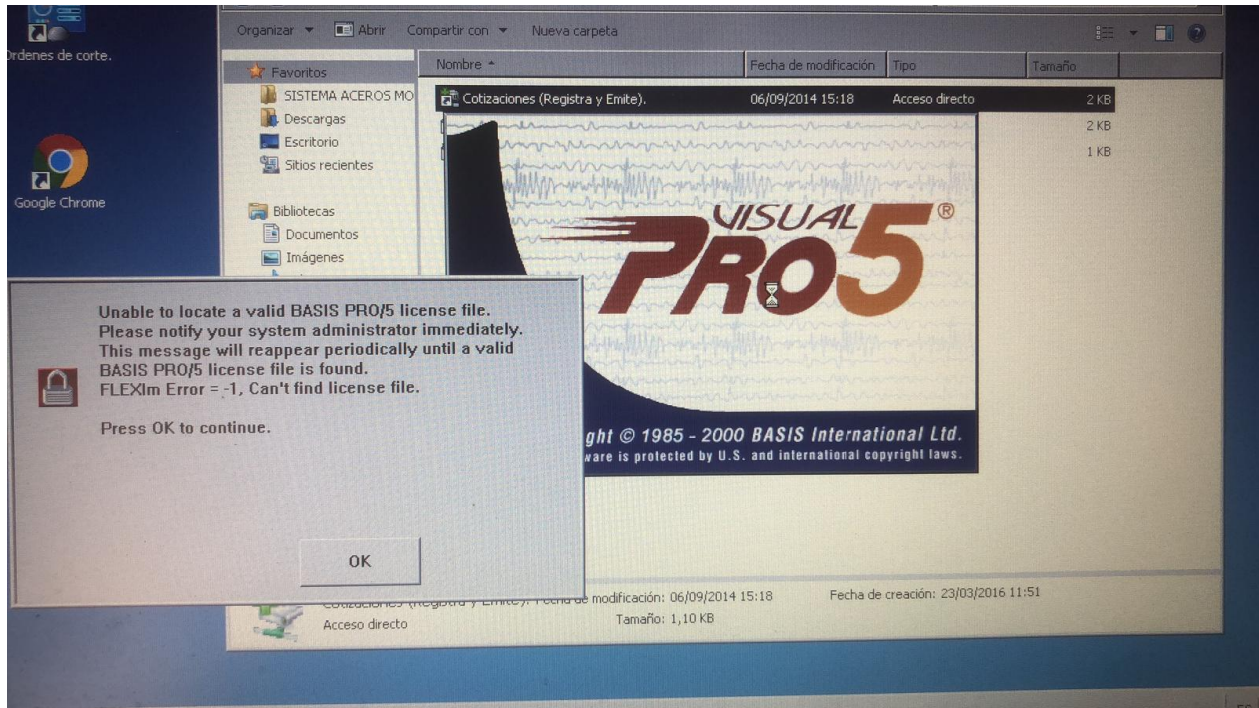 Ordenes de corte.
Google Chrome
Organizar
Abrir
Compartir con
Nueva carpeta
Nombre
Fecha de modificación
Tipo
Tamaño
Favoritos
SISTEMA ACEROS MO
Descargas
Escritorio
Sitios recientes
Bibliotecas
Documentos
Imágenes
Cotizaciones (Registra y Emite).
06/09/2014 15:18
Acceso directo
2 KB
2 KB
1 KB
VISUAL
PRO5®
ght © 1985 - 2000 BASIS International Ltd.
ware is protected by U.S. and international copyright laws.
Unable to locate a valid BASIS PRO/5 license file.
Please notify your system administrator immediately.
This message will reappear periodically until a valid
BASIS PRO/5 license file is found.
FLEXlm Error = -1, Can't find license file.
Press OK to continue.
OK
Cotizaciones (Registra y Emite). Fecha de modificación: 06/09/2014 15:18
Fecha de creación: 23/03/2016 11:51
Acceso directo
Tamaño: 1,10 KB